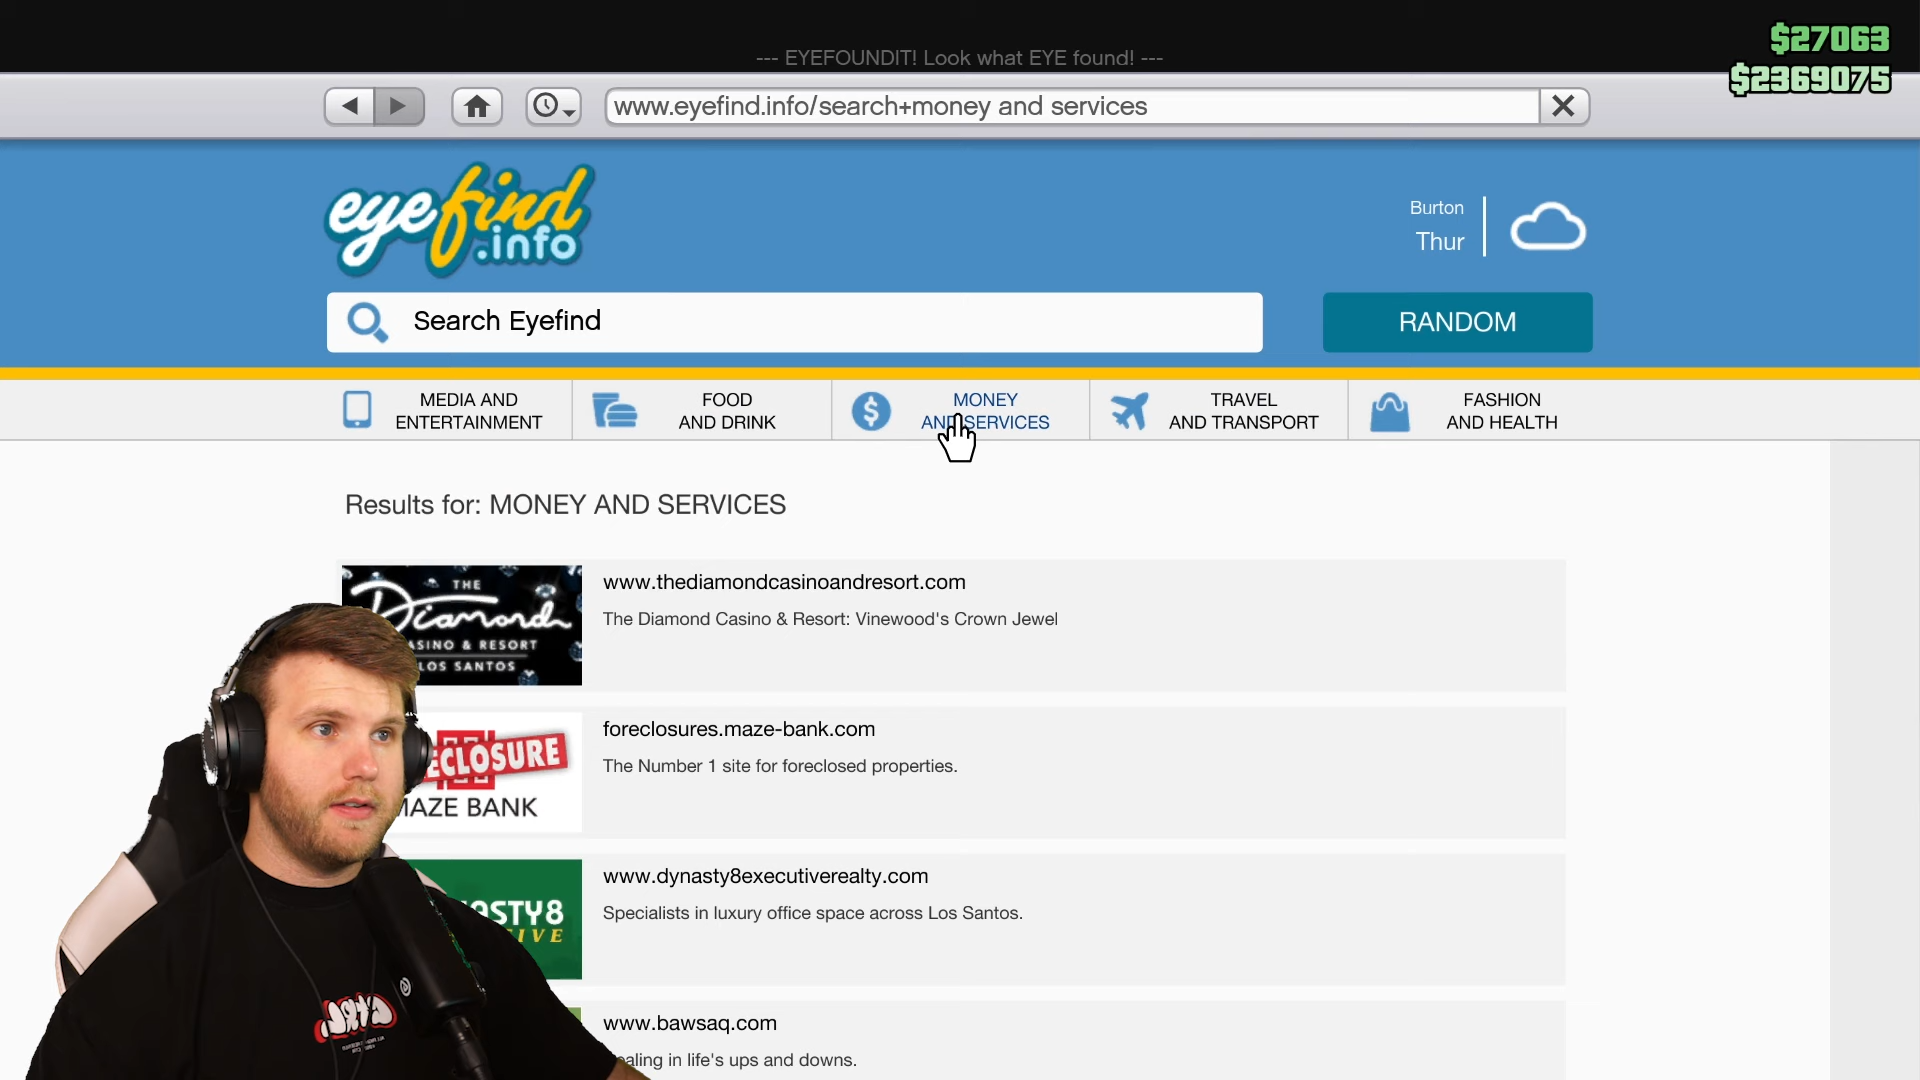 $27063
--- EYEFOUNDIT! Look what EYE found! ---
$2369075
www.eyefind.info/search+money and services
eyefind
.info
Burton
Thur
Search Eyefind
RANDOM
MEDIA AND
ENTERTAINMENT
FOOD
AND DRINK
MONEY
AND SERVICES
TRAVEL
AND TRANSPORT
FASHION
AND HEALTH
Results for: MONEY AND SERVICES
THE
Diamond
CASINO & RESORT
LOS SANTOS
www.thediamondcasinoandresort.com
The Diamond Casino & Resort: Vinewood's Crown Jewel
ECLOSURE
MAZE BANK
foreclosures.maze-bank.com
The Number 1 site for foreclosed properties.
ASTY8
IVE
www.dynasty8executiverealty.com
Specialists in luxury office space across Los Santos.
www.bawsaq.com
ealing in life's ups and downs.